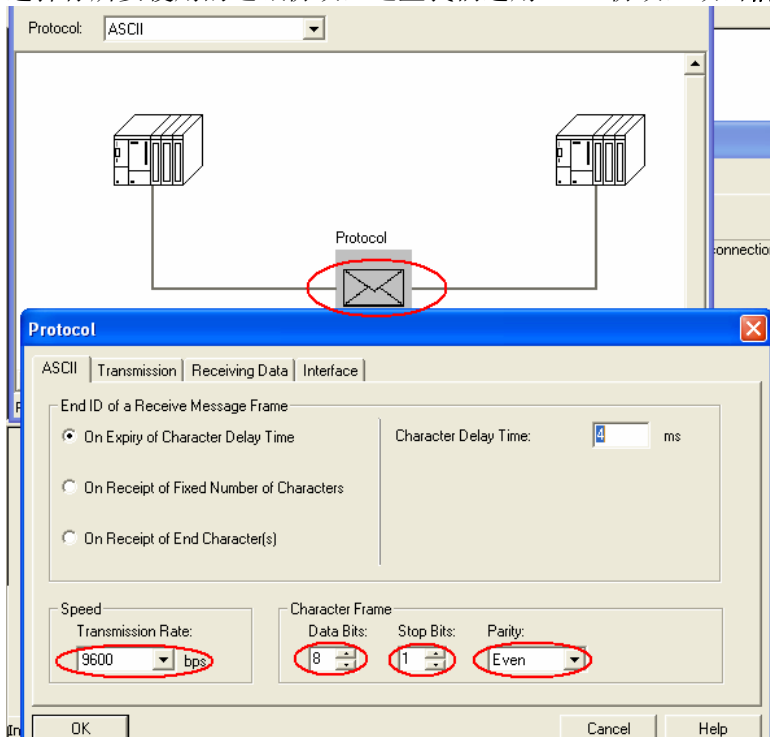 Protocol: ASCII
Protocol
onnectio
Protocol
ASCII Transmission Receiving Data Interface
End ID of a Receive Message Frame
On Expiry of Character Delay Time
Character Delay Time: 4 ms
On Receipt of Fixed Number of Characters
On Receipt of End Character(s)
Speed
Transmission Rate:
9600 bps
Character Frame
Data Bits: Stop Bits: Parity:
8 1 Even
OK Cancel Help